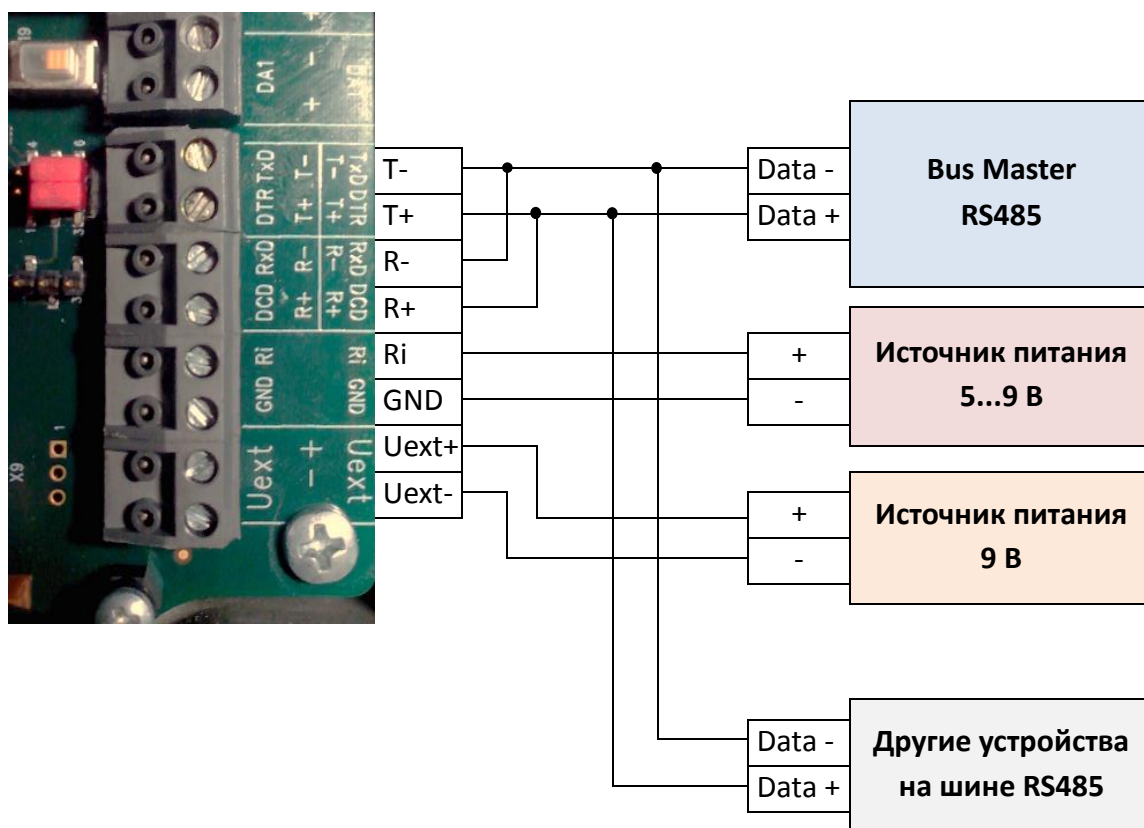 DA1
+ -
DTR TxD
T+ T-
T- T+
TxD DTR
DCD RxD
R+ R-
R- R+
RxD DCD
GND Ri
Ri GND
Uext
- +
Uext
X9
1
T-
T+
R-
R+
Ri
GND
Uext+
Uext-
Data -
Data +
Bus Master
RS485
+
-
Источник питания
5...9 В
+
-
Источник питания
9 В
Data -
Data +
Другие устройства
на шине RS485